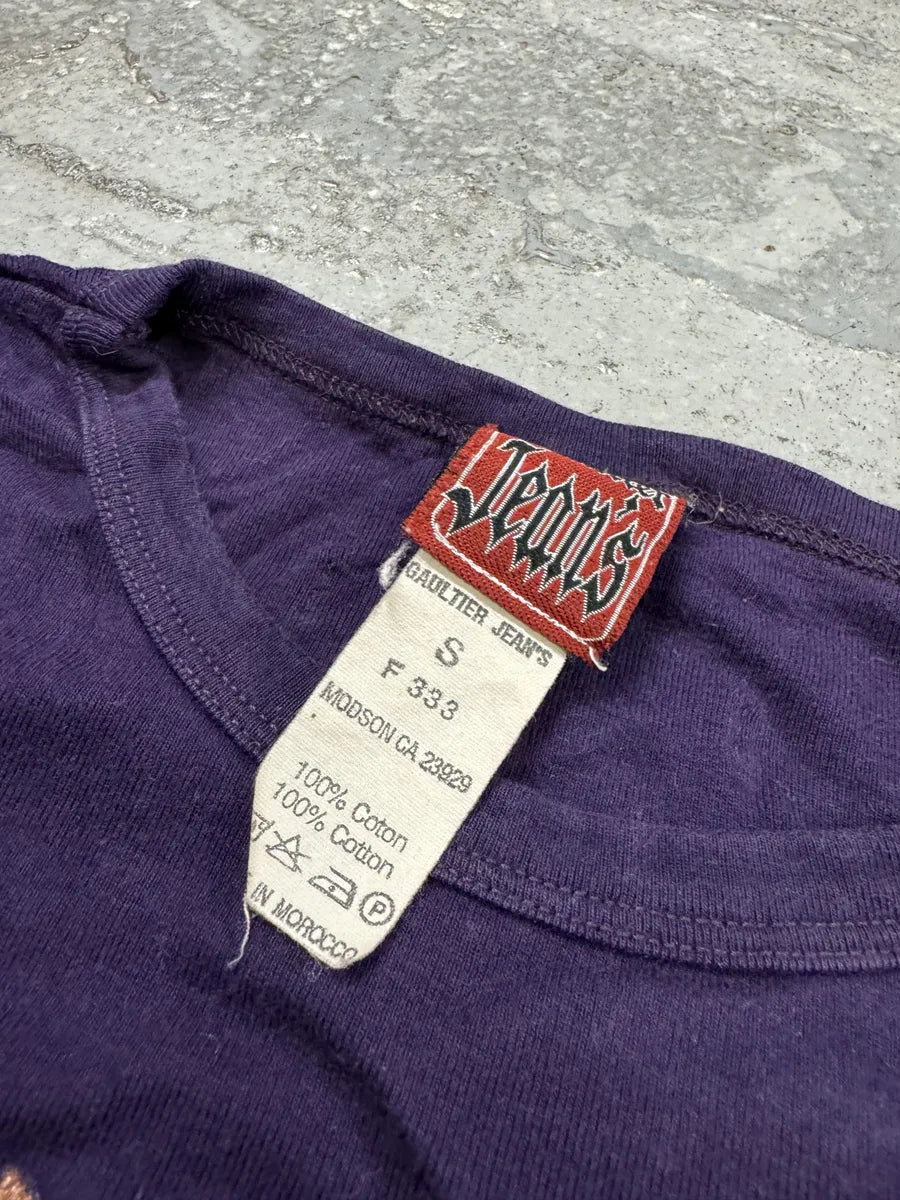 Jean's
GAULTIER JEAN'S
S
F 333
MODSON CA 23929
100% Coton
100% Cotton
P
IN MOROCCO